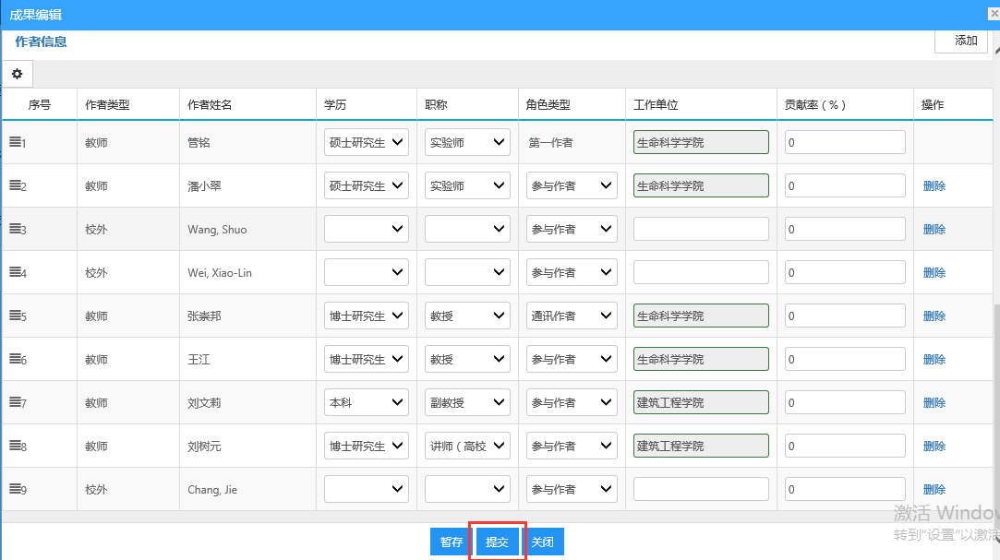 成果编辑
作者信息
添加
序号 作者类型 作者姓名 学历 职称 角色类型 工作单位 贡献率（%） 操作
1 教师 管铭 硕士研究生 实验师 第一作者 生命科学学院 0
2 教师 潘小翠 硕士研究生 实验师 参与作者 生命科学学院 0 删除
3 校外 Wang, Shuo 参与作者 0 删除
4 校外 Wei, Xiao-Lin 参与作者 0 删除
5 教师 张崇邦 博士研究生 教授 通讯作者 生命科学学院 0 删除
6 教师 王江 博士研究生 教授 参与作者 生命科学学院 0 删除
7 教师 刘文莉 本科 副教授 参与作者 建筑工程学院 0 删除
8 教师 刘树元 博士研究生 讲师（高校 参与作者 建筑工程学院 0 删除
9 校外 Chang, Jie 参与作者 0 删除
激活 Window
转到"设置"以激活
暂存 提交 关闭